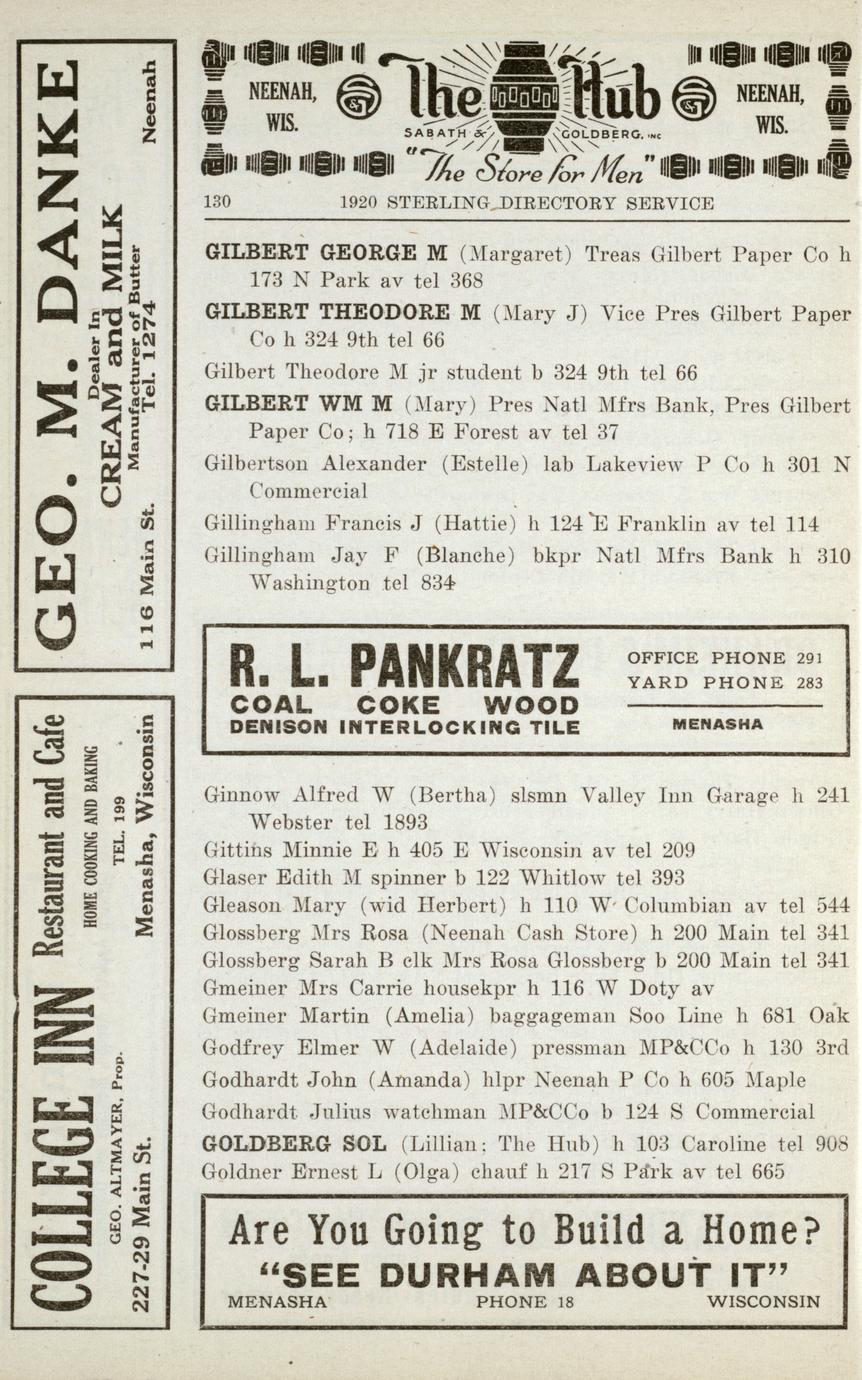 NEENAH,
WIS.
S&G
The Hub
SABATH & GOLDBERG, INC
"The Store for Men"
S&G
NEENAH,
WIS.
130 1920 STERLING DIRECTORY SERVICE
GILBERT GEORGE M (Margaret) Treas Gilbert Paper Co h
173 N Park av tel 368
GILBERT THEODORE M (Mary J) Vice Pres Gilbert Paper
Co h 324 9th tel 66
Gilbert Theodore M jr student b 324 9th tel 66
GILBERT WM M (Mary) Pres Natl Mfrs Bank, Pres Gilbert
Paper Co; h 718 E Forest av tel 37
Gilbertson Alexander (Estelle) lab Lakeview P Co h 301 N
Commercial
Gillingham Francis J (Hattie) h 124 E Franklin av tel 114
Gillingham Jay F (Blanche) bkpr Natl Mfrs Bank h 310
Washington tel 834
R. L. PANKRATZ
COAL COKE WOOD
DENISON INTERLOCKING TILE
OFFICE PHONE 291
YARD PHONE 283
MENASHA
Ginnow Alfred W (Bertha) slsmn Valley Inn Garage h 241
Webster tel 1893
Gittins Minnie E h 405 E Wisconsin av tel 209
Glaser Edith M spinner b 122 Whitlow tel 393
Gleason Mary (wid Herbert) h 110 W Columbian av tel 544
Glossberg Mrs Rosa (Neenah Cash Store) h 200 Main tel 341
Glossberg Sarah B clk Mrs Rosa Glossberg b 200 Main tel 341
Gmeiner Mrs Carrie housekpr h 116 W Doty av
Gmeiner Martin (Amelia) baggageman Soo Line h 681 Oak
Godfrey Elmer W (Adelaide) pressman MP&CCo h 130 3rd
Godhardt John (Amanda) hlpr Neenah P Co h 605 Maple
Godhardt Julius watchman MP&CCo b 124 S Commercial
GOLDBERG SOL (Lillian; The Hub) h 103 Caroline tel 908
Goldner Ernest L (Olga) chauf h 217 S Park av tel 665
Are You Going to Build a Home?
"SEE DURHAM ABOUT IT"
MENASHA PHONE 18 WISCONSIN
GEO. M. DANKE
Dealer In
CREAM and MILK
Manufacturer of Butter
116 Main St. Tel. 1274 Neenah
COLLEGE INN Restaurant and Cafe
HOME COOKING AND BAKING
GEO. ALTMAYER, Prop. TEL. 199
227-29 Main St. Menasha, Wisconsin